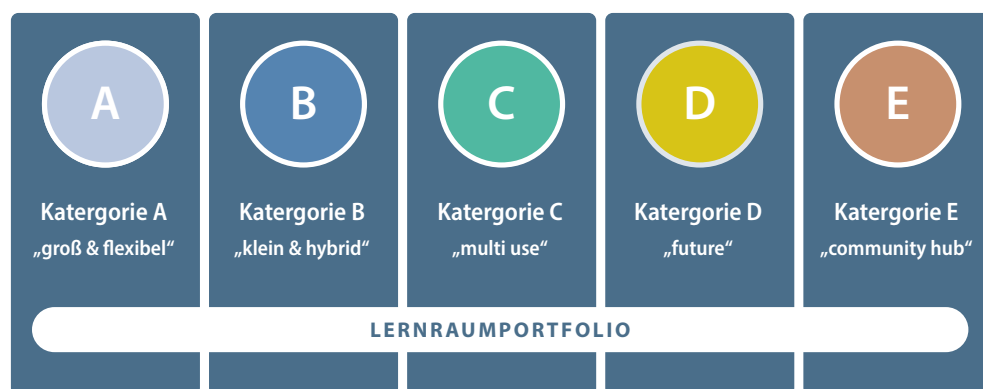 A
Katergorie A
„groß & flexibel“
B
Katergorie B
„klein & hybrid“
C
Katergorie C
„multi use“
D
Katergorie D
„future“
E
Katergorie E
„community hub“
LERNRAUMPORTFOLIO